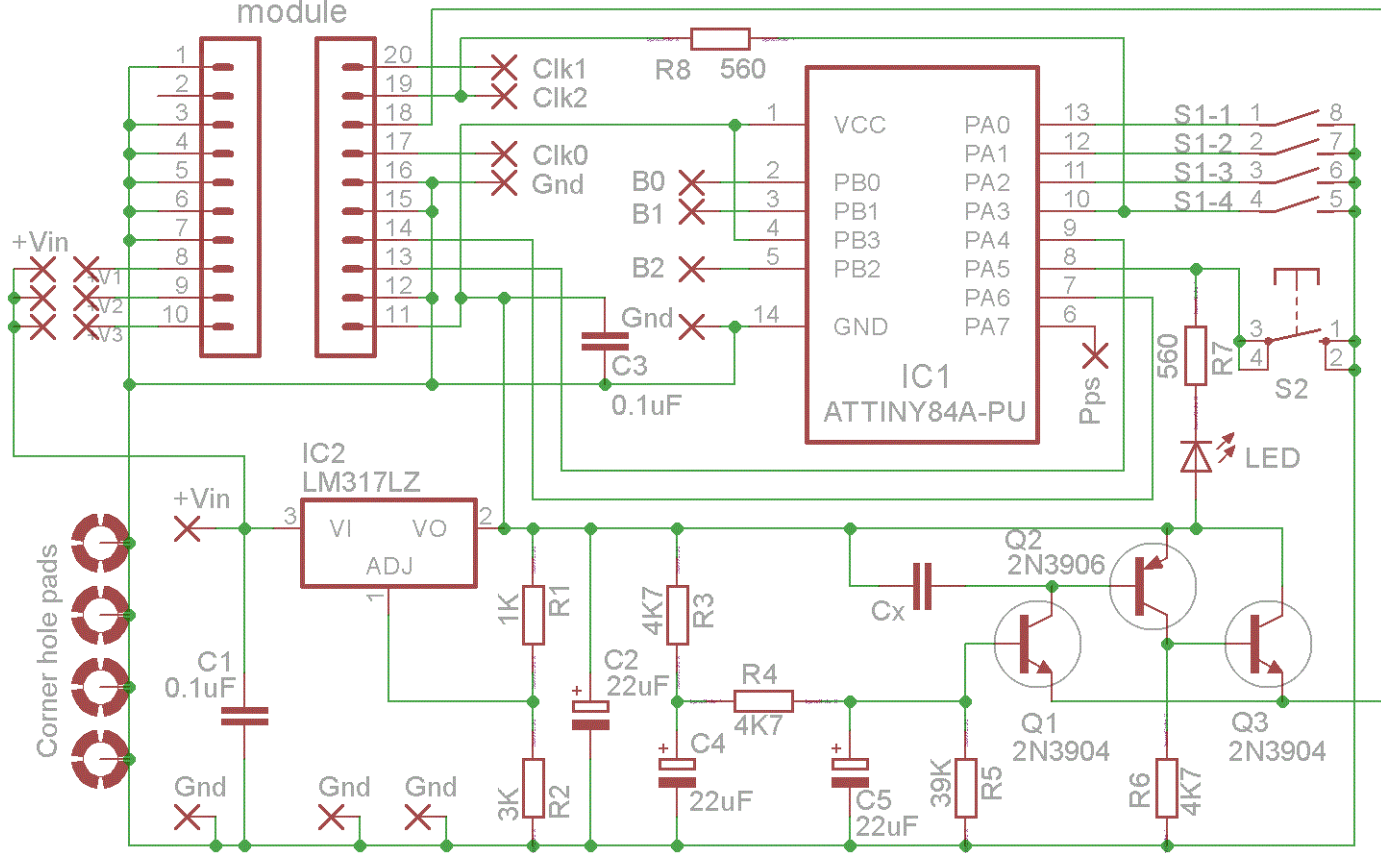 module
1 20 Clk1
2 19 Clk2
3 18
4 17 Clk0
5 16 Gnd
6 15
7 14
8 13
9 12
10 11
+Vin
+V1
+V2
+V3
R8 560
1 VCC PA0 13 S1-1 1 8
B0 2 PB0 PA1 12 S1-2 2 7
B1 3 PB1 PA2 11 S1-3 3 6
4 PB3 PA3 10 S1-4 4 5
B2 5 PB2 PA4 9
PA5 8
PA6 7
Gnd 14 GND PA7 6
IC1
ATTINY84A-PU
Pps
C3
0.1uF
560 R7
3 1
4 2
S2
LED
IC2
LM317LZ
+Vin
3 VI VO 2
ADJ
1
Corner hole pads
C1
0.1uF
Gnd Gnd Gnd
1K R1
3K R2
C2
+
22uF
4K7 R3
R4
4K7
+
C4
22uF
+
C5
22uF
39K R5
Cx
Q2
2N3906
Q1
2N3904
R6 4K7
Q3
2N3904